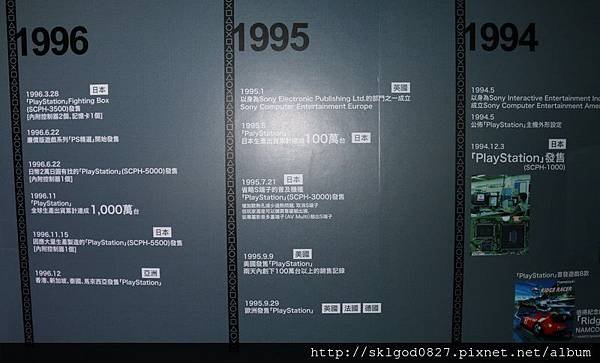 1996
1996.3.28 日本
「PlayStation」Fighting Box
(SCPH-3500)發售
[內附控制器2個、記憶卡1個]
1996.6.22
廉價版遊戲系列「PS精選」開始發售
1996.6.22
日幣2萬日圓有找的「PlayStation」(SCPH-5000)發售
[內附控制器1個]
1996.11
「PlayStation」
全球生產出貨累計達成1,000萬台
1996.11.15 日本
因應大量生產製造的「PlayStation」(SCPH-5500)發售
[內附控制器1個]
1996.12 亞洲
香港、新加坡、泰國、馬來西亞發售「PlayStation」
1995
1995.1 英國
以身為Sony Electronic Publishing Ltd.的部門之一成立
Sony Computer Entertainment Europe
1995.5
「PlayStation」
日本生產出貨累計達成100萬台 日本
1995.7.21 日本
省略S端子的普及機種
「PlayStation」(SCPH-3000)發售
1995.9.9 美國
美國發售「PlayStation」
兩天內創下100萬台以上的銷售記錄
1995.9.29
歐洲發售「PlayStation」 英國 法國 德國
1994
1994.5
以身為Sony Interactive Entertainment
成立Sony Computer Entertainment
1994.5
公佈「PlayStation」主機外形設定
1994.12.3 日本
「PlayStation」發售
(SCPH-1000)
「PlayStation」首發遊戲8款
RIDGE RACER
值得紀念
「Ridg
NAMCO
http://sklgod0827.pixnet.net/album